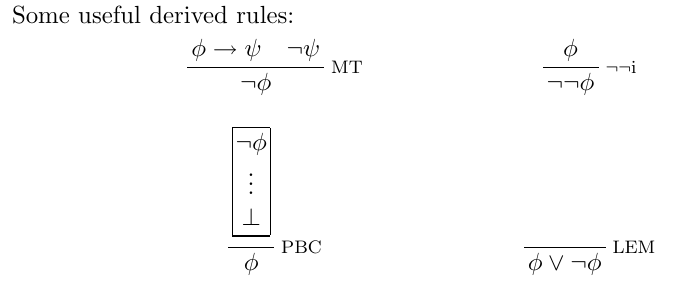 Some useful derived rules:
ϕ → ψ ¬ψ
MT
¬ϕ
ϕ
¬¬i
¬¬ϕ
¬ϕ
⋮
⊥
PBC
ϕ
LEM
ϕ ∨ ¬ϕ